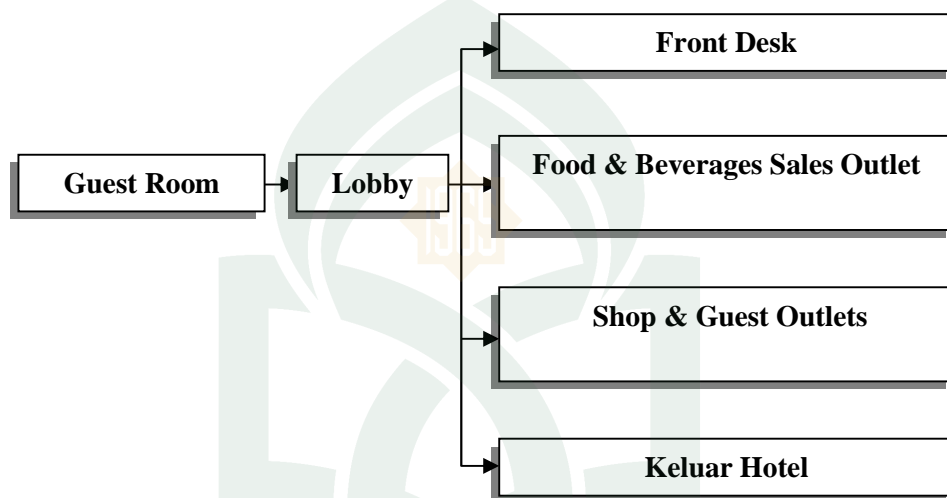 Front Desk
Guest Room
Lobby
Food & Beverages Sales Outlet
Shop & Guest Outlets
Keluar Hotel